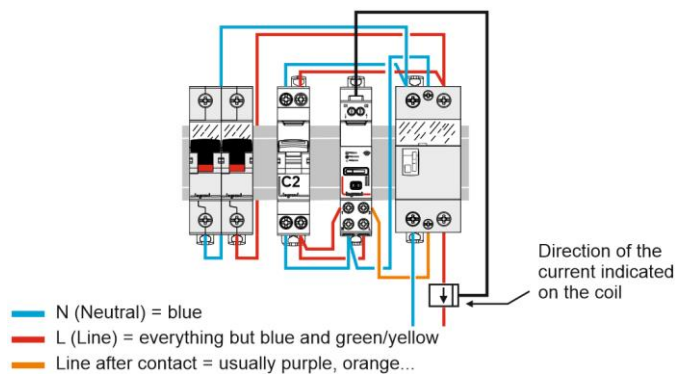 C2
Direction of the
current indicated
on the coil
N (Neutral) = blue
L (Line) = everything but blue and green/yellow
Line after contact = usually purple, orange...